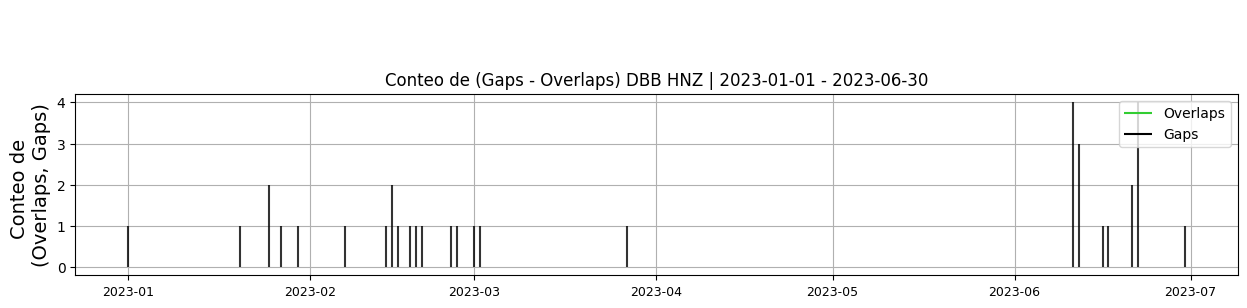 Conteo de (Gaps - Overlaps) DBB HNZ | 2023-01-01 - 2023-06-30
Conteo de
(Overlaps, Gaps)
4
3
2
1
0
Overlaps
Gaps
2023-01
2023-02
2023-03
2023-04
2023-05
2023-06
2023-07